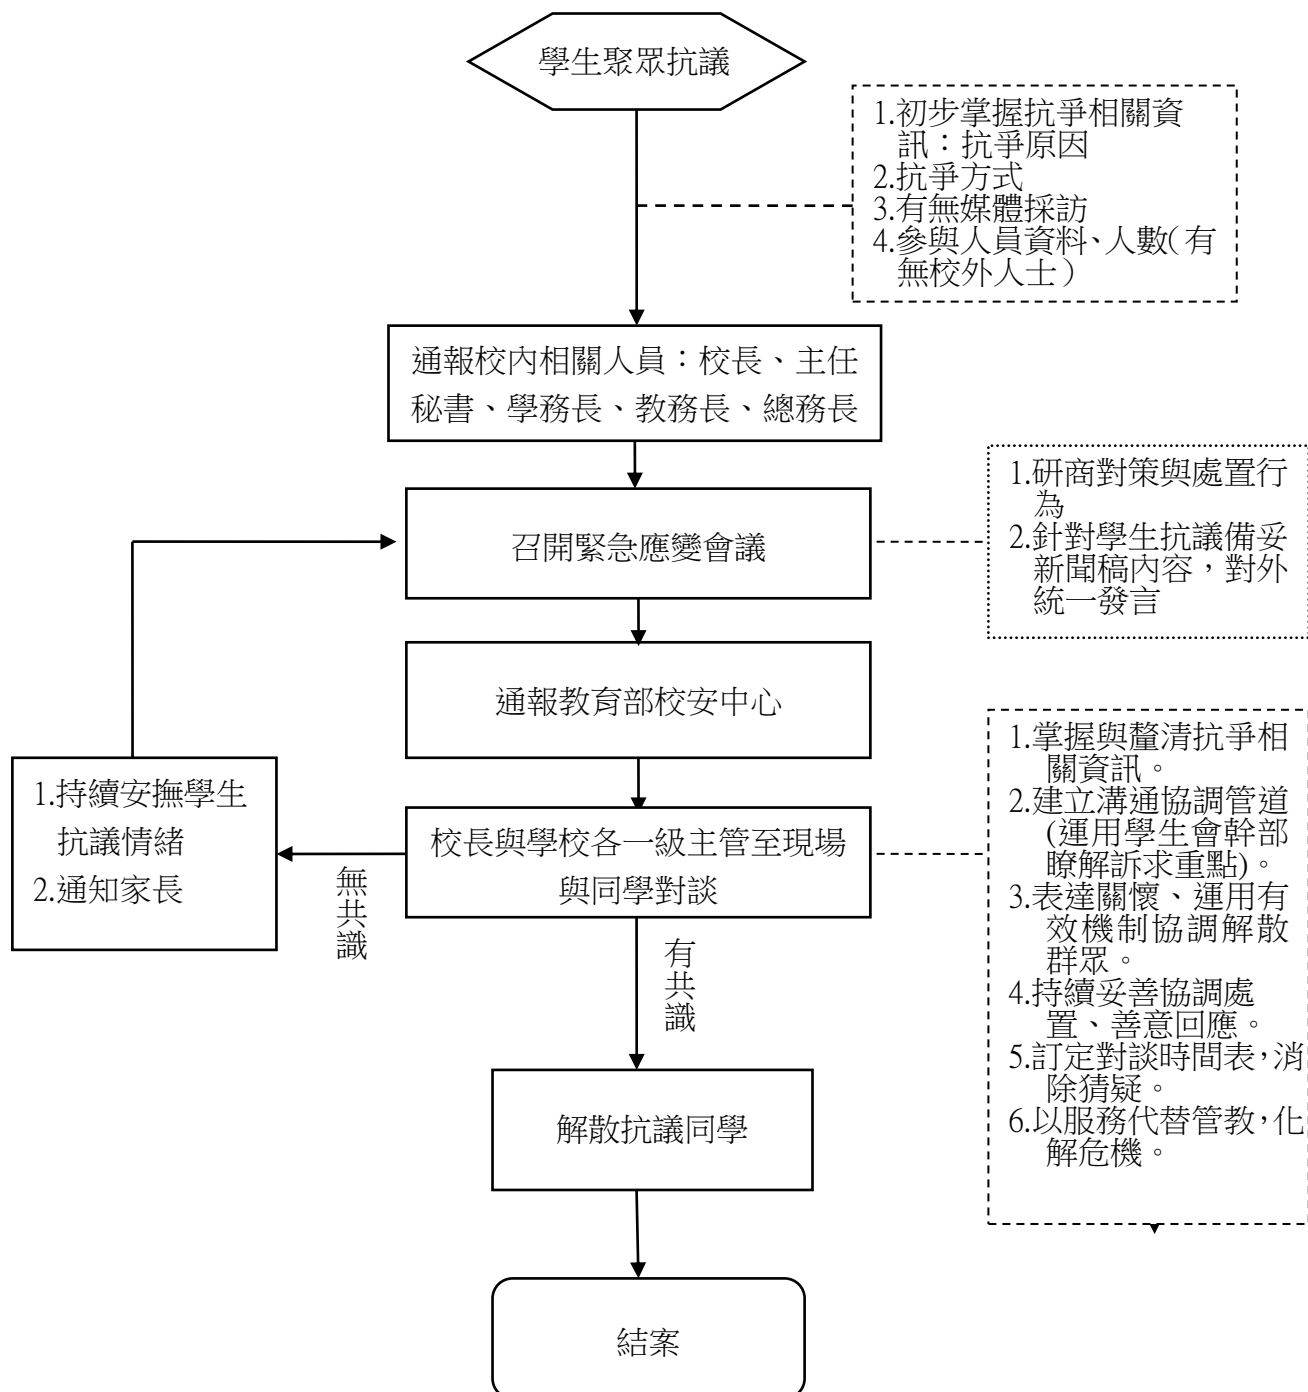 學生聚眾抗議
1.初步掌握抗爭相關資
訊：抗爭原因
2.抗爭方式
3.有無媒體採訪
4.參與人員資料、人數(有
無校外人士)
通報校內相關人員：校長、主任
秘書、學務長、教務長、總務長
召開緊急應變會議
1.研商對策與處置行
為
2.針對學生抗議備妥
新聞稿內容，對外
統一發言
通報教育部校安中心
校長與學校各一級主管至現場
與同學對談
1.掌握與釐清抗爭相
關資訊。
2.建立溝通協調管道
(運用學生會幹部
瞭解訴求重點)。
3.表達關懷、運用有
效機制協調解散
群眾。
4.持續妥善協調處
置、善意回應。
5.訂定對談時間表，消
除猜疑。
6.以服務代替管教，化
解危機。
無共識
1.持續安撫學生
抗議情緒
2.通知家長
有共識
解散抗議同學
結案